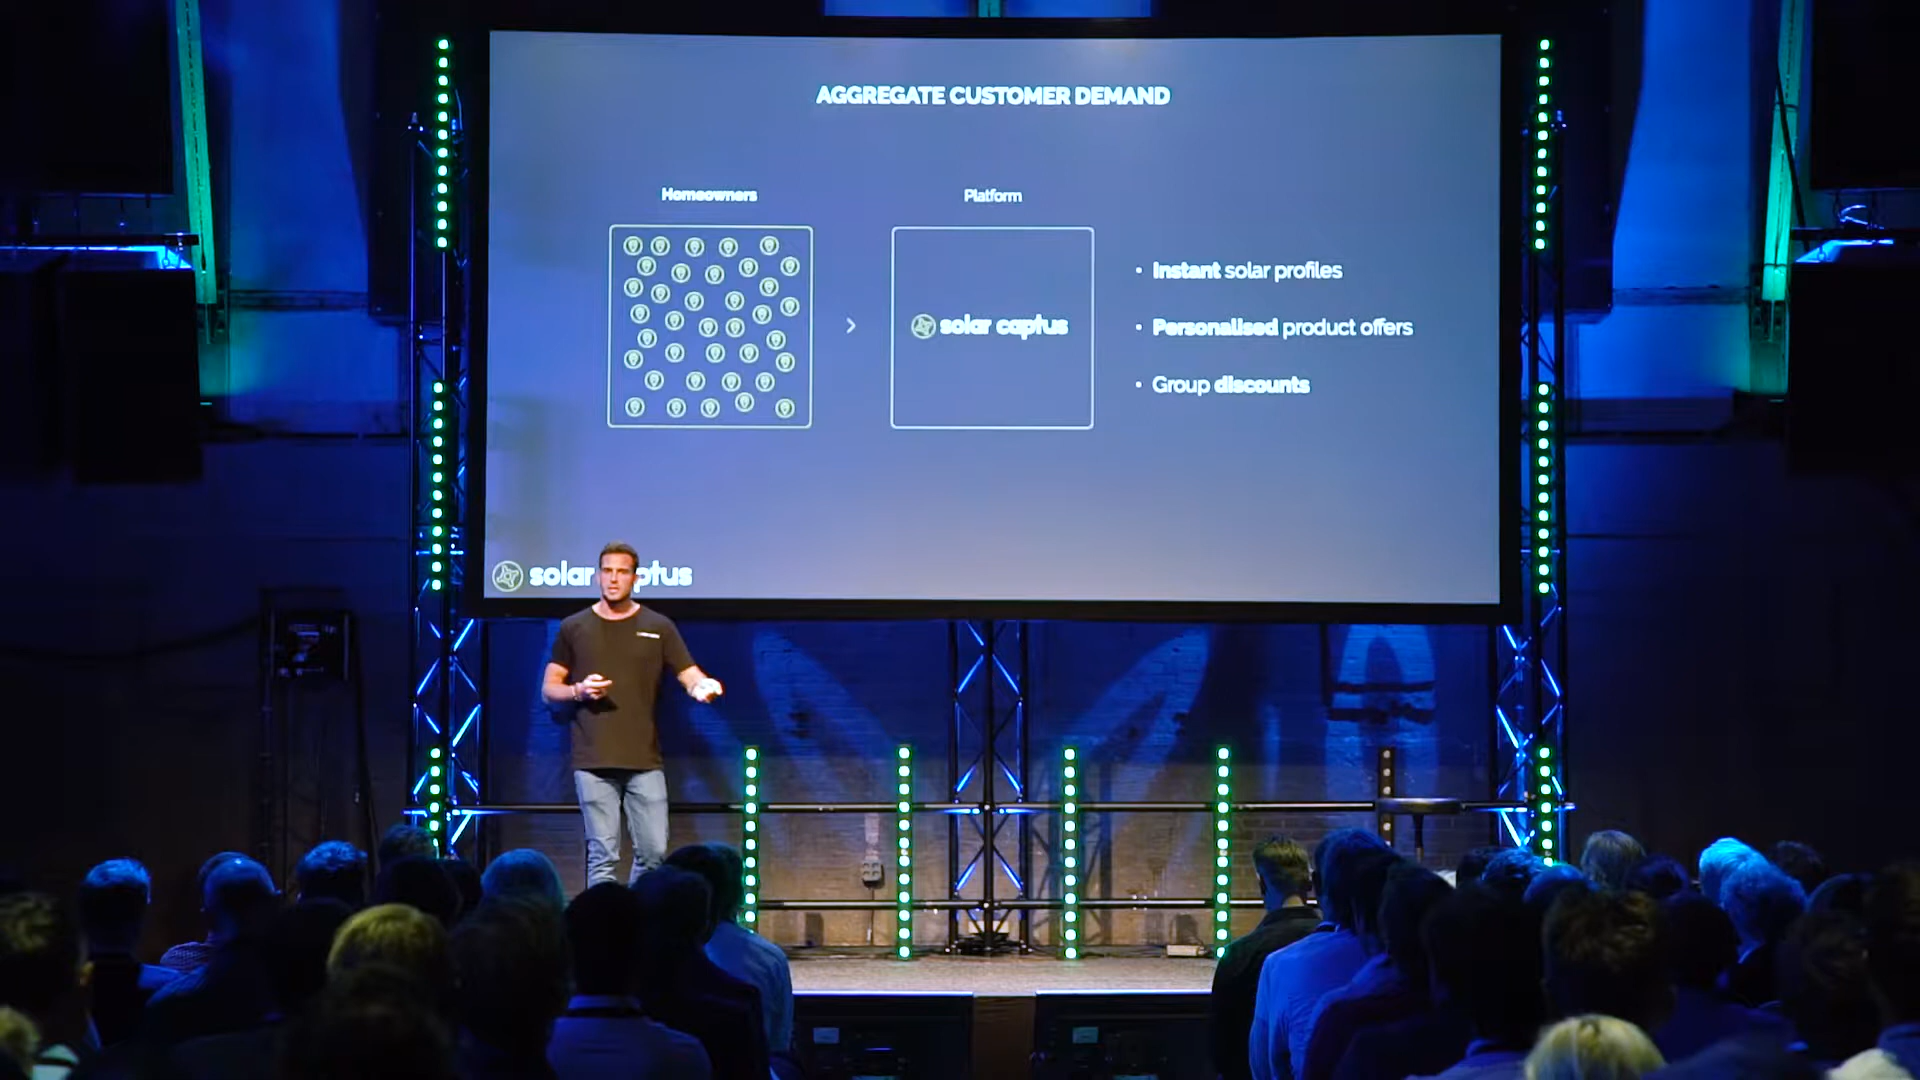 AGGREGATE CUSTOMER DEMAND
Homeowners
Platform
solar captus
• Instant solar profiles
• Personalised product offers
• Group discounts
solar ptus